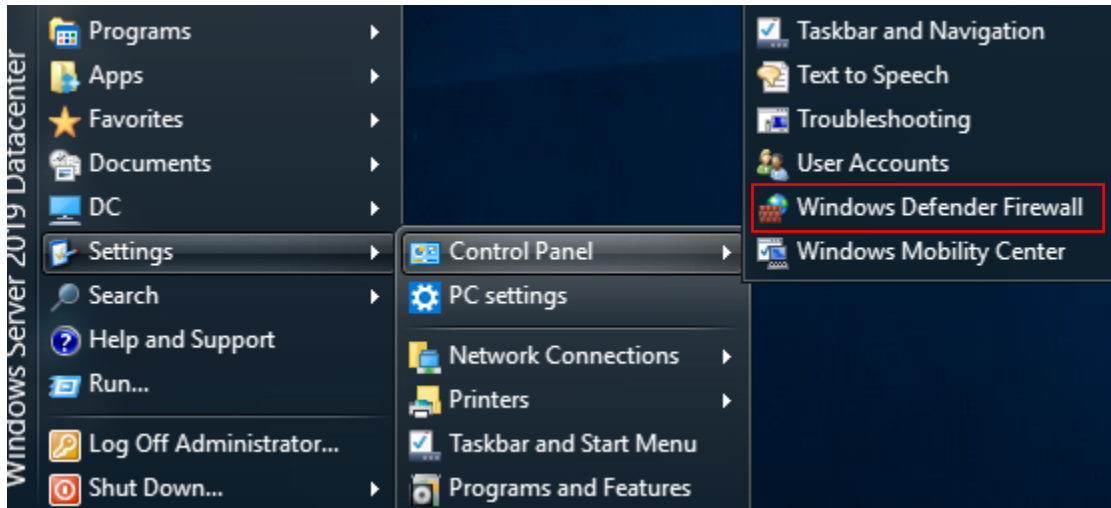 Windows Server 2019 Datacenter
Programs
Apps
Favorites
Documents
DC
Settings
Search
Help and Support
Run...
Log Off Administrator...
Shut Down...
Control Panel
PC settings
Network Connections
Printers
Taskbar and Start Menu
Programs and Features
Taskbar and Navigation
Text to Speech
Troubleshooting
User Accounts
Windows Defender Firewall
Windows Mobility Center